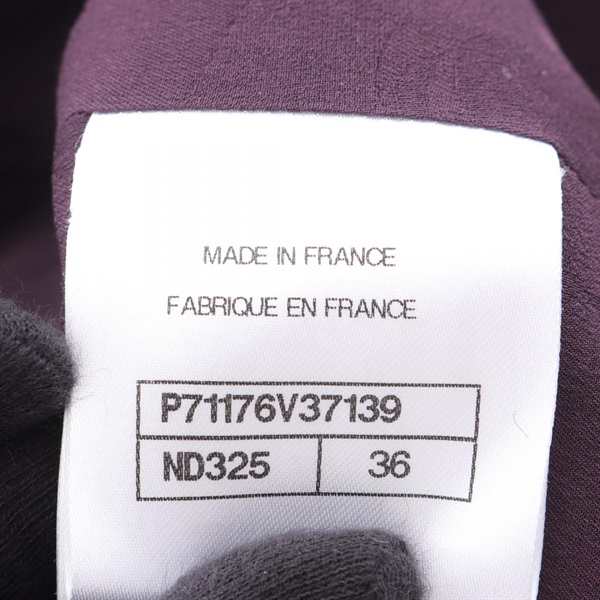 MADE IN FRANCE
FABRIQUE EN FRANCE
P71176V37139
ND325 36